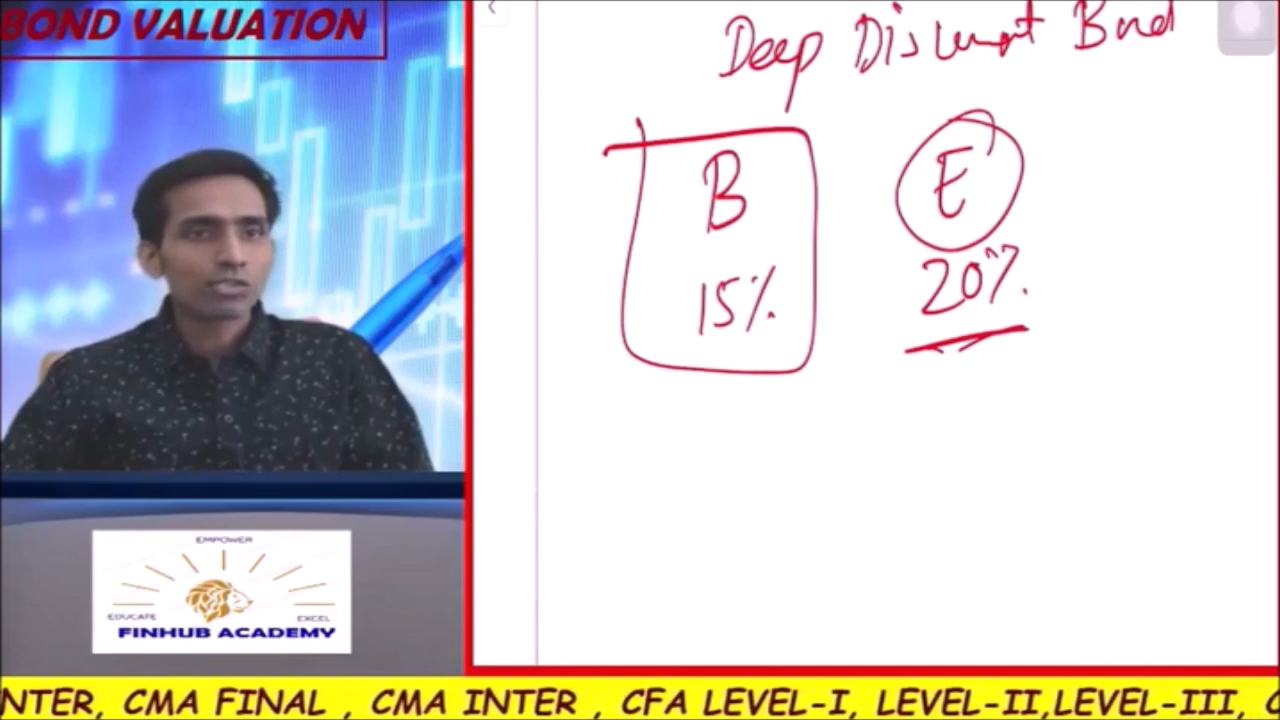 BOND VALUATION
Deep Discount Bond
B
E
15%
20%
EMPOWER
EDUCATE
EXCEL
FINHUB ACADEMY
NTER, CMA FINAL , CMA INTER , CFA LEVEL-I, LEVEL-II,LEVEL-III, C